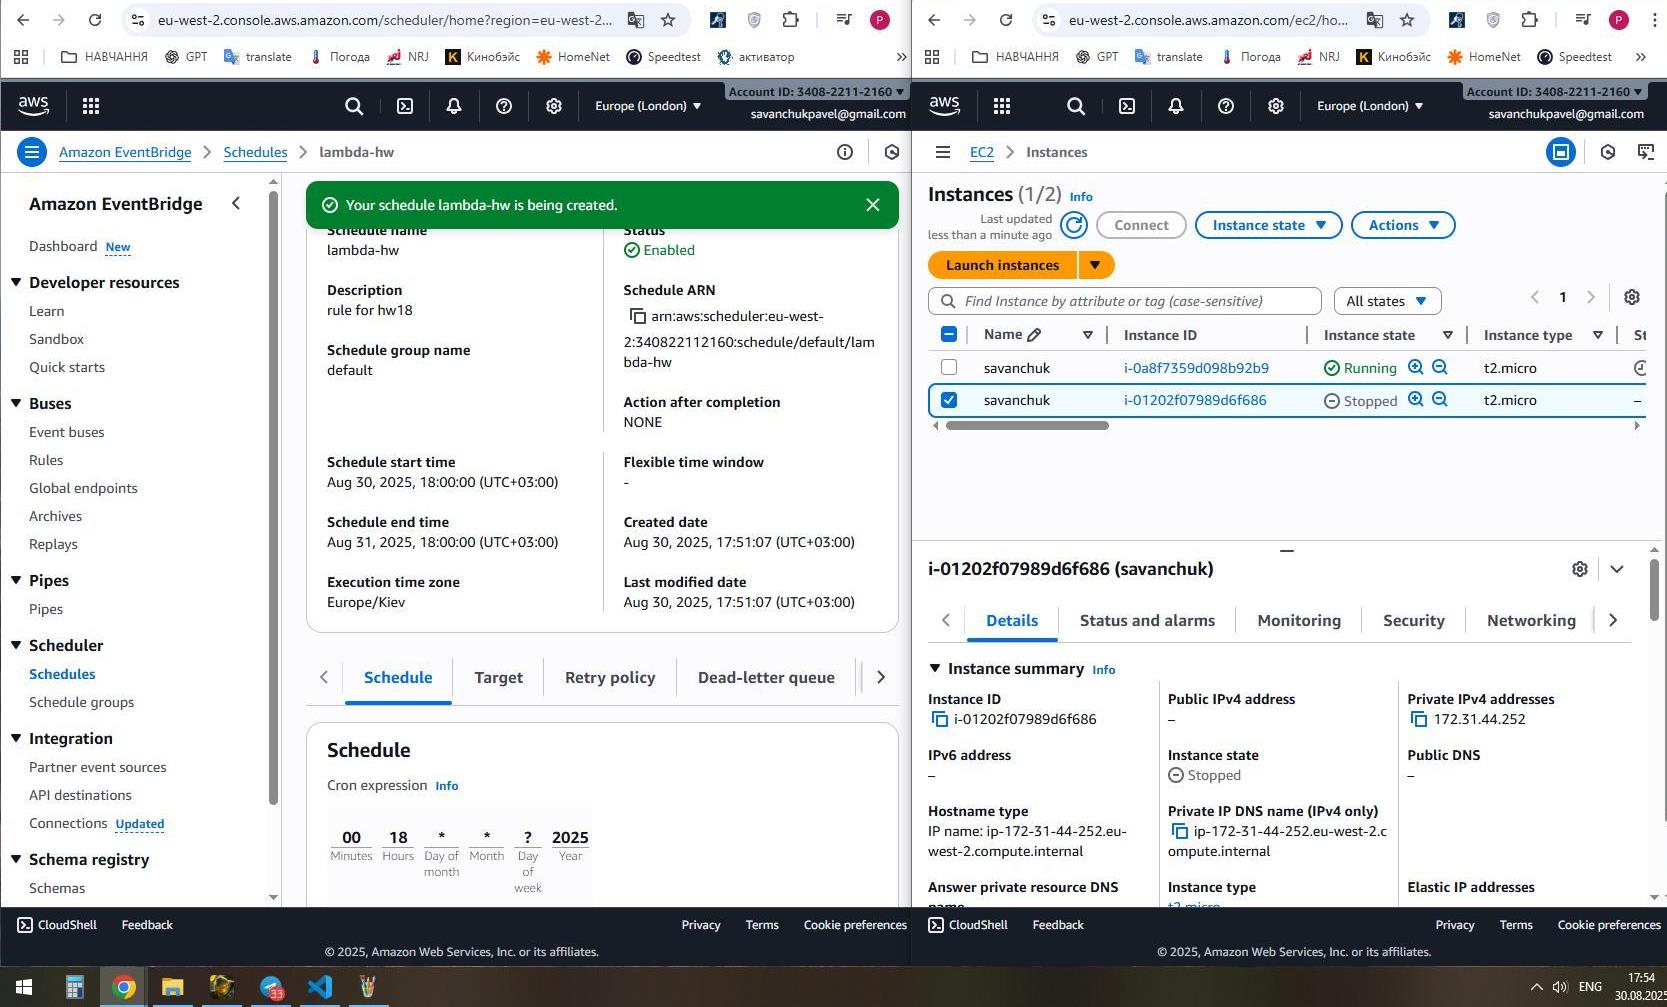 eu-west-2.console.aws.amazon.com/scheduler/home?region=eu-west-2...
P
НАВЧАННЯ
GPT
translate
Погода
NRJ
Кинобэйс
HomeNet
Speedtest
активатор
»
aws
Europe (London)
Account ID: 3408-2211-2160
savanchukpavel@gmail.com
Amazon EventBridge
Schedules
lambda-hw
Amazon EventBridge
Dashboard New
Developer resources
Learn
Sandbox
Quick starts
Buses
Event buses
Rules
Global endpoints
Archives
Replays
Pipes
Pipes
Scheduler
Schedules
Schedule groups
Integration
Partner event sources
API destinations
Connections Updated
Schema registry
Schemas
Your schedule lambda-hw is being created.
Schedule name
lambda-hw
Description
rule for hw18
Schedule group name
default
Status
Enabled
Schedule ARN
arn:aws:scheduler:eu-west-
2:340822112160:schedule/default/lam
bda-hw
Action after completion
NONE
Schedule start time
Aug 30, 2025, 18:00:00 (UTC+03:00)
Schedule end time
Aug 31, 2025, 18:00:00 (UTC+03:00)
Execution time zone
Europe/Kiev
Flexible time window
-
Created date
Aug 30, 2025, 17:51:07 (UTC+03:00)
Last modified date
Aug 30, 2025, 17:51:07 (UTC+03:00)
Schedule
Target
Retry policy
Dead-letter queue
Schedule
Cron expression Info
00 18 * * ? 2025
Minutes Hours Day of month Month Day of week Year
CloudShell
Feedback
Privacy
Terms
Cookie preferences
© 2025, Amazon Web Services, Inc. or its affiliates.
eu-west-2.console.aws.amazon.com/ec2/ho...
P
НАВЧАННЯ
GPT
translate
Погода
NRJ
Кинобэйс
HomeNet
Speedtest
»
aws
Europe (London)
Account ID: 3408-2211-2160
savanchukpavel@gmail.com
EC2
Instances
Instances (1/2) Info
Last updated
less than a minute ago
Connect
Instance state
Actions
Launch instances
Find Instance by attribute or tag (case-sensitive)
All states
1
Name
Instance ID
Instance state
Instance type
St
savanchuk i-0a8f7359d098b92b9 Running t2.micro
savanchuk i-01202f07989d6f686 Stopped t2.micro –
i-01202f07989d6f686 (savanchuk)
Details
Status and alarms
Monitoring
Security
Networking
Instance summary Info
Instance ID
i-01202f07989d6f686
Public IPv4 address
–
Private IPv4 addresses
172.31.44.252
IPv6 address
–
Instance state
Stopped
Public DNS
–
Hostname type
IP name: ip-172-31-44-252.eu-
west-2.compute.internal
Private IP DNS name (IPv4 only)
ip-172-31-44-252.eu-west-2.c
ompute.internal
Answer private resource DNS
name
Instance type
t2.micro
Elastic IP addresses
CloudShell
Feedback
Privacy
Terms
Cookie preferences
© 2025, Amazon Web Services, Inc. or its affiliates.
33
ENG
17:54
30.08.2025